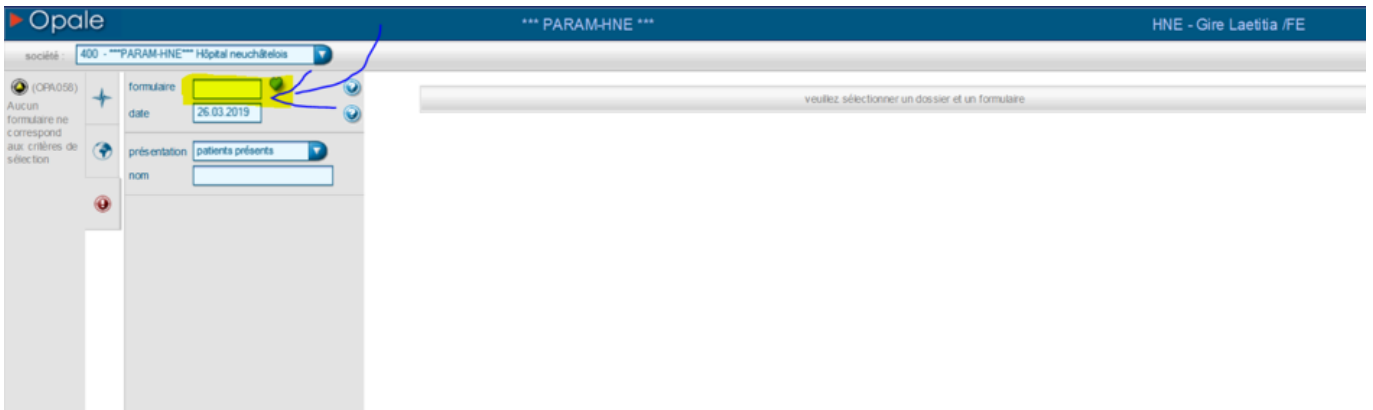 Opale
*** PARAM-HNE ***
HNE - Gire Laetitia /FE
société :
400 - ***PARAM-HNE*** Hôpital neuchâtelois
(OPA058)
Aucun
formulaire ne
correspond
aux critères de
sélection
formulaire
date
26.03.2019
présentation
patients présents
nom
veuillez sélectionner un dossier et un formulaire